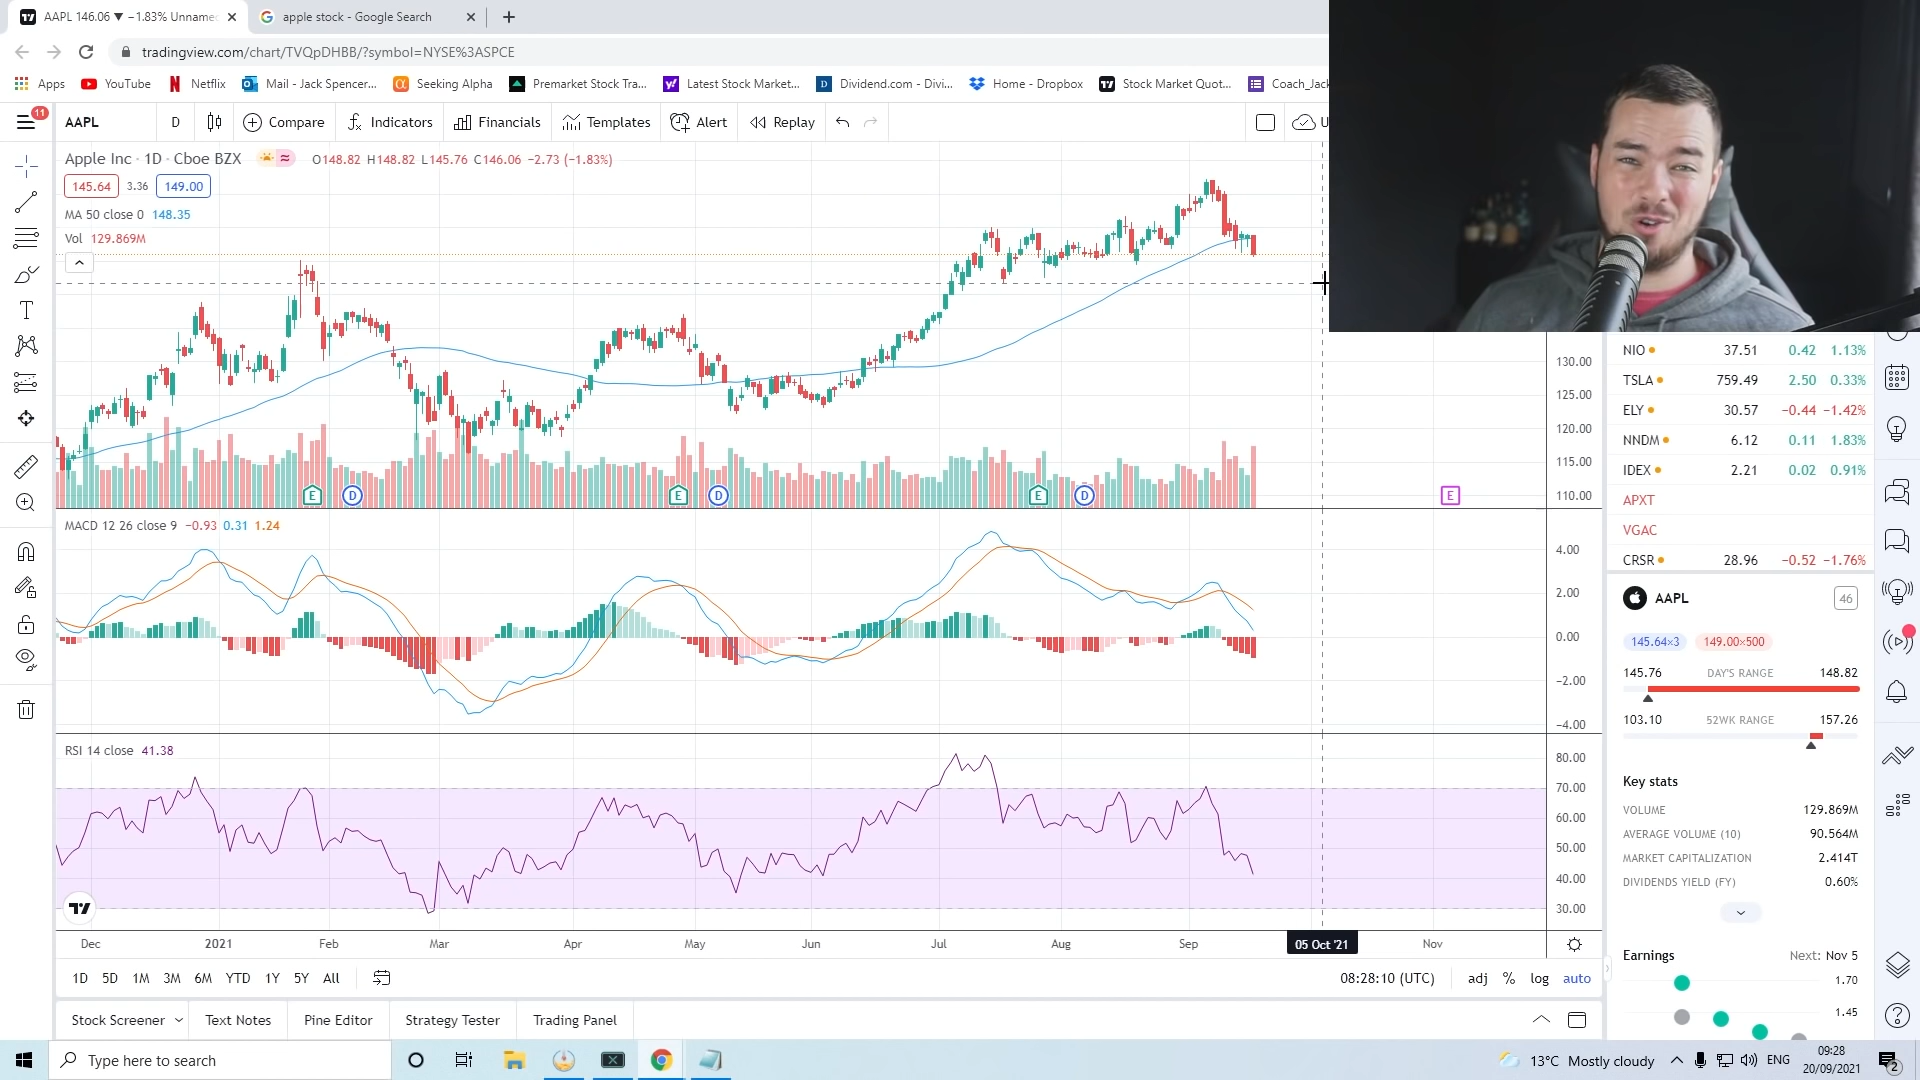 AAPL 146.06 ▼ −1.83% Unname
apple stock - Google Search
tradingview.com/chart/TVQpDHBB/?symbol=NYSE%3ASPCE
Apps YouTube Netflix Mail - Jack Spencer... Seeking Alpha Premarket Stock Tra... Latest Stock Market... Dividend.com - Divi... Home - Dropbox Stock Market Quot... Coach_Jack
11
AAPL D Compare Indicators Financials Templates Alert Replay U
Apple Inc · 1D · Cboe BZX O148.82 H148.82 L145.76 C146.06 −2.73 (−1.83%)
145.64 3.36 149.00
MA 50 close 0 148.35
Vol 129.869M
130.00
125.00
120.00
115.00
110.00
E D E D E D E
MACD 12 26 close 9 −0.93 0.31 1.24
4.00
2.00
0.00
−2.00
−4.00
RSI 14 close 41.38
80.00
70.00
60.00
50.00
40.00
30.00
Dec 2021 Feb Mar Apr May Jun Jul Aug Sep 05 Oct '21 Nov
1D 5D 1M 3M 6M YTD 1Y 5Y All 08:28:10 (UTC) adj % log auto
Stock Screener Text Notes Pine Editor Strategy Tester Trading Panel
NIO 37.51 0.42 1.13%
TSLA 759.49 2.50 0.33%
ELY 30.57 −0.44 −1.42%
NNDM 6.12 0.11 1.83%
IDEX 2.21 0.02 0.91%
APXT
VGAC
CRSR 28.96 −0.52 −1.76%
AAPL 46
145.64×3 149.00×500
145.76 DAY'S RANGE 148.82
103.10 52WK RANGE 157.26
Key stats
VOLUME 129.869M
AVERAGE VOLUME (10) 90.564M
MARKET CAPITALIZATION 2.414T
DIVIDENDS YIELD (FY) 0.60%
Earnings Next: Nov 5
1.70
1.45
Type here to search
13°C Mostly cloudy ENG 09:28
20/09/2021 2